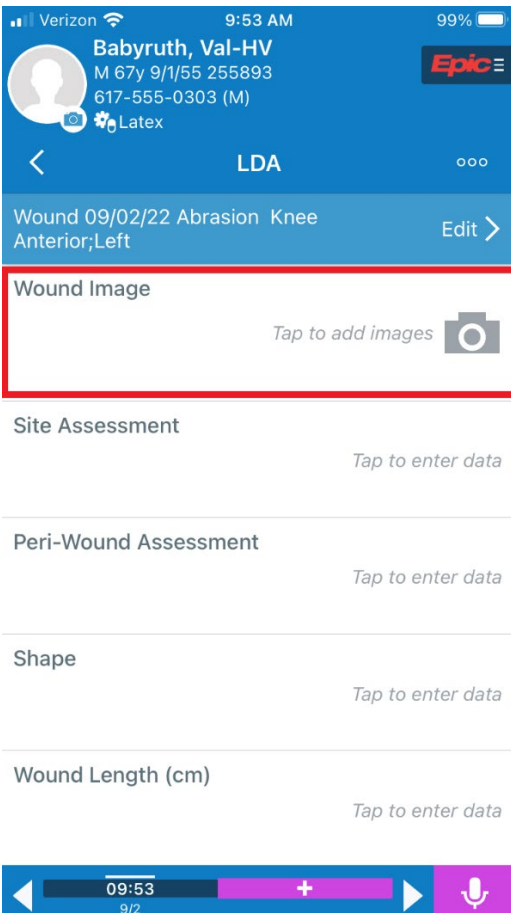 Verizon 9:53 AM 99%
Babyruth, Val-HV
M 67y 9/1/55 255893
617-555-0303 (M)
Latex
Epic
LDA
Wound 09/02/22 Abrasion Knee
Anterior;Left
Edit
Wound Image
Tap to add images
Site Assessment
Tap to enter data
Peri-Wound Assessment
Tap to enter data
Shape
Tap to enter data
Wound Length (cm)
Tap to enter data
09:53 +
9/2